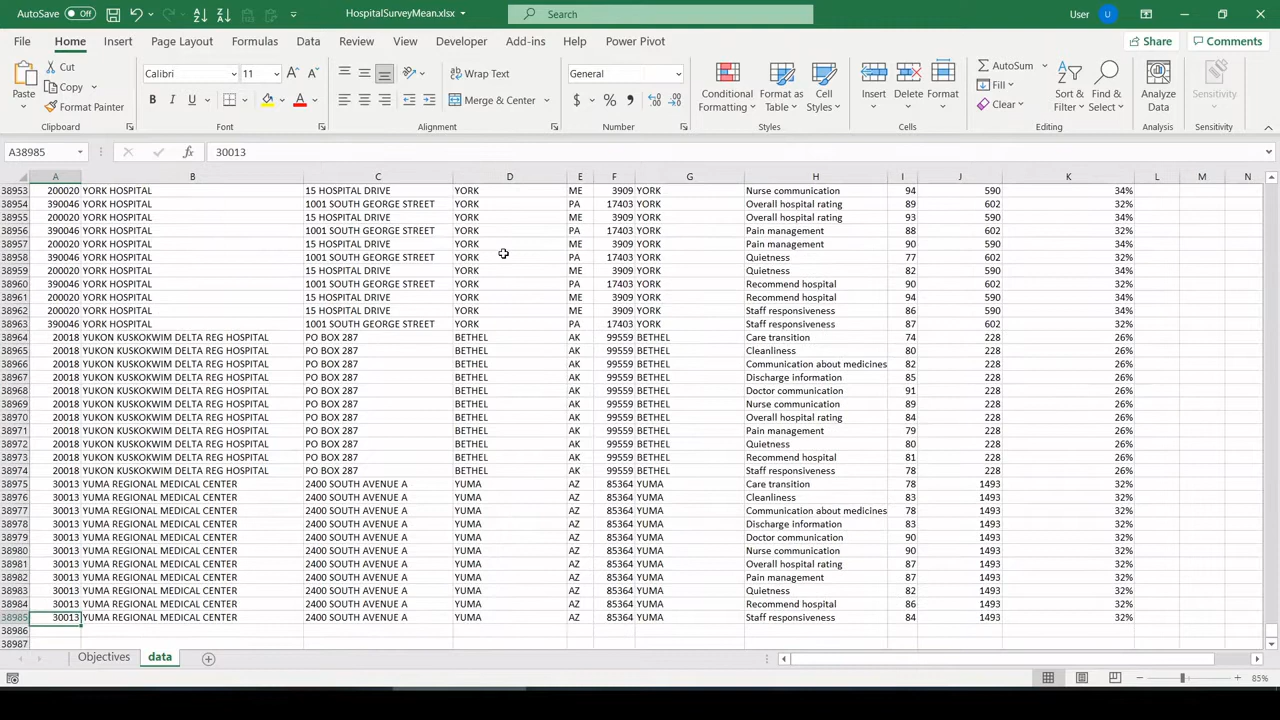 AutoSave Off HospitalSurveyMean.xlsx Search User U
File Home Insert Page Layout Formulas Data Review View Developer Add-ins Help Power Pivot Share Comments
Paste Cut Copy Format Painter Clipboard
Calibri 11 B I U Font
Wrap Text Merge & Center Alignment
General $ % Number
Conditional Formatting Format as Table Cell Styles Styles
Insert Delete Format Cells
AutoSum Fill Clear Sort & Filter Find & Select Editing
Analyze Data Analysis
Sensitivity Sensitivity
A38985 fx 30013
A B C D E F G H I J K L M N
38953 200020 YORK HOSPITAL 15 HOSPITAL DRIVE YORK ME 3909 YORK Nurse communication 94 590 34%
38954 390046 YORK HOSPITAL 1001 SOUTH GEORGE STREET YORK PA 17403 YORK Overall hospital rating 89 602 32%
38955 200020 YORK HOSPITAL 15 HOSPITAL DRIVE YORK ME 3909 YORK Overall hospital rating 93 590 34%
38956 390046 YORK HOSPITAL 1001 SOUTH GEORGE STREET YORK PA 17403 YORK Pain management 88 602 32%
38957 200020 YORK HOSPITAL 15 HOSPITAL DRIVE YORK ME 3909 YORK Pain management 90 590 34%
38958 390046 YORK HOSPITAL 1001 SOUTH GEORGE STREET YORK PA 17403 YORK Quietness 77 602 32%
38959 200020 YORK HOSPITAL 15 HOSPITAL DRIVE YORK ME 3909 YORK Quietness 82 590 34%
38960 390046 YORK HOSPITAL 1001 SOUTH GEORGE STREET YORK PA 17403 YORK Recommend hospital 90 602 32%
38961 200020 YORK HOSPITAL 15 HOSPITAL DRIVE YORK ME 3909 YORK Recommend hospital 94 590 34%
38962 200020 YORK HOSPITAL 15 HOSPITAL DRIVE YORK ME 3909 YORK Staff responsiveness 86 590 34%
38963 390046 YORK HOSPITAL 1001 SOUTH GEORGE STREET YORK PA 17403 YORK Staff responsiveness 87 602 32%
38964 20018 YUKON KUSKOKWIM DELTA REG HOSPITAL PO BOX 287 BETHEL AK 99559 BETHEL Care transition 74 228 26%
38965 20018 YUKON KUSKOKWIM DELTA REG HOSPITAL PO BOX 287 BETHEL AK 99559 BETHEL Cleanliness 80 228 26%
38966 20018 YUKON KUSKOKWIM DELTA REG HOSPITAL PO BOX 287 BETHEL AK 99559 BETHEL Communication about medicines 82 228 26%
38967 20018 YUKON KUSKOKWIM DELTA REG HOSPITAL PO BOX 287 BETHEL AK 99559 BETHEL Discharge information 85 228 26%
38968 20018 YUKON KUSKOKWIM DELTA REG HOSPITAL PO BOX 287 BETHEL AK 99559 BETHEL Doctor communication 91 228 26%
38969 20018 YUKON KUSKOKWIM DELTA REG HOSPITAL PO BOX 287 BETHEL AK 99559 BETHEL Nurse communication 89 228 26%
38970 20018 YUKON KUSKOKWIM DELTA REG HOSPITAL PO BOX 287 BETHEL AK 99559 BETHEL Overall hospital rating 84 228 26%
38971 20018 YUKON KUSKOKWIM DELTA REG HOSPITAL PO BOX 287 BETHEL AK 99559 BETHEL Pain management 79 228 26%
38972 20018 YUKON KUSKOKWIM DELTA REG HOSPITAL PO BOX 287 BETHEL AK 99559 BETHEL Quietness 80 228 26%
38973 20018 YUKON KUSKOKWIM DELTA REG HOSPITAL PO BOX 287 BETHEL AK 99559 BETHEL Recommend hospital 81 228 26%
38974 20018 YUKON KUSKOKWIM DELTA REG HOSPITAL PO BOX 287 BETHEL AK 99559 BETHEL Staff responsiveness 78 228 26%
38975 30013 YUMA REGIONAL MEDICAL CENTER 2400 SOUTH AVENUE A YUMA AZ 85364 YUMA Care transition 78 1493 32%
38976 30013 YUMA REGIONAL MEDICAL CENTER 2400 SOUTH AVENUE A YUMA AZ 85364 YUMA Cleanliness 83 1493 32%
38977 30013 YUMA REGIONAL MEDICAL CENTER 2400 SOUTH AVENUE A YUMA AZ 85364 YUMA Communication about medicines 78 1493 32%
38978 30013 YUMA REGIONAL MEDICAL CENTER 2400 SOUTH AVENUE A YUMA AZ 85364 YUMA Discharge information 83 1493 32%
38979 30013 YUMA REGIONAL MEDICAL CENTER 2400 SOUTH AVENUE A YUMA AZ 85364 YUMA Doctor communication 90 1493 32%
38980 30013 YUMA REGIONAL MEDICAL CENTER 2400 SOUTH AVENUE A YUMA AZ 85364 YUMA Nurse communication 90 1493 32%
38981 30013 YUMA REGIONAL MEDICAL CENTER 2400 SOUTH AVENUE A YUMA AZ 85364 YUMA Overall hospital rating 87 1493 32%
38982 30013 YUMA REGIONAL MEDICAL CENTER 2400 SOUTH AVENUE A YUMA AZ 85364 YUMA Pain management 87 1493 32%
38983 30013 YUMA REGIONAL MEDICAL CENTER 2400 SOUTH AVENUE A YUMA AZ 85364 YUMA Quietness 82 1493 32%
38984 30013 YUMA REGIONAL MEDICAL CENTER 2400 SOUTH AVENUE A YUMA AZ 85364 YUMA Recommend hospital 86 1493 32%
38985 30013 YUMA REGIONAL MEDICAL CENTER 2400 SOUTH AVENUE A YUMA AZ 85364 YUMA Staff responsiveness 84 1493 32%
38986
38987
Objectives data
85%